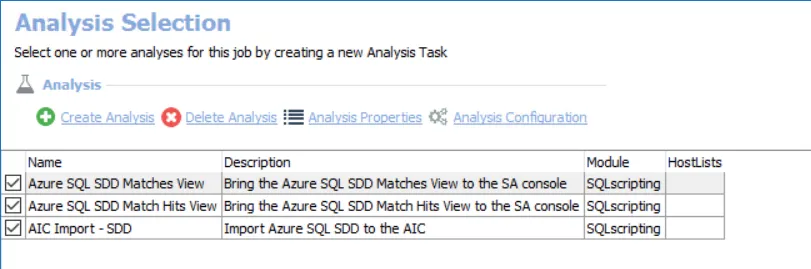 Analysis Selection
Select one or more analyses for this job by creating a new Analysis Task
Analysis
Create Analysis Delete Analysis Analysis Properties Analysis Configuration
Name Description Module HostLists
Azure SQL SDD Matches View Bring the Azure SQL SDD Matches View to the SA console SQLscripting
Azure SQL SDD Match Hits View Bring the Azure SQL SDD Match Hits View to the SA console SQLscripting
AIC Import - SDD Import Azure SQL SDD to the AIC SQLscripting